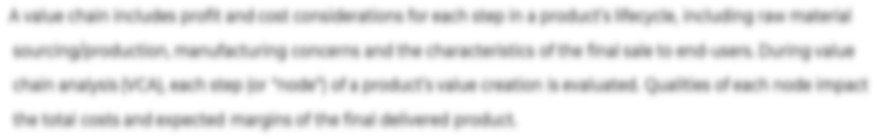 A value chain includes profit and cost considerations for each step in a product's lifecycle, including raw material
sourcing/production, manufacturing concerns and the characteristics of the final sale to end-users. During value
chain analysis (VCA), each step (or "node") of a product's value creation is evaluated. Qualities of each node impact
the total costs and expected margins of the final delivered product.